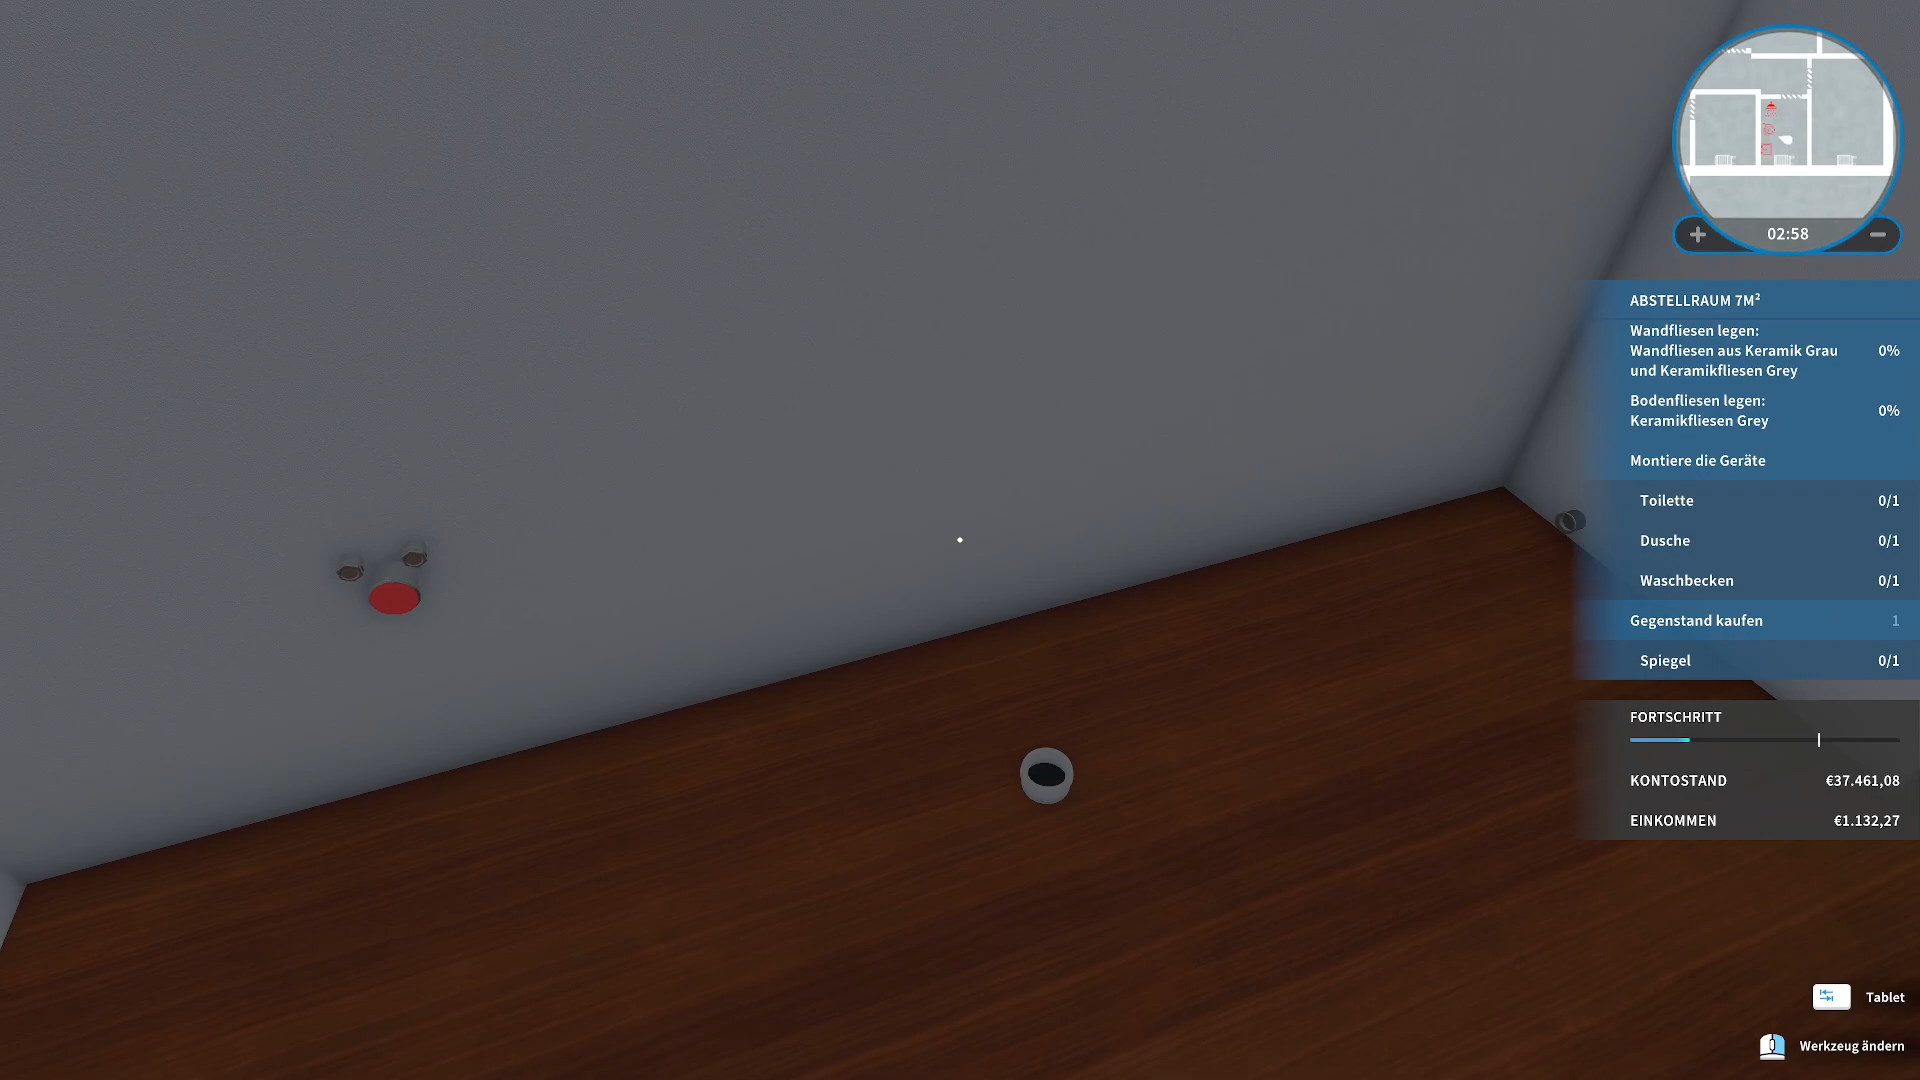 02:58
ABSTELLRAUM 7M²
Wandfliesen legen:
Wandfliesen aus Keramik Grau 0%
und Keramikfliesen Grey
Bodenfliesen legen:
Keramikfliesen Grey 0%
Montiere die Geräte
Toilette 0/1
Dusche 0/1
Waschbecken 0/1
Gegenstand kaufen 1
Spiegel 0/1
FORTSCHRITT
KONTOSTAND €37.461,08
EINKOMMEN €1.132,27
Tablet
Werkzeug ändern